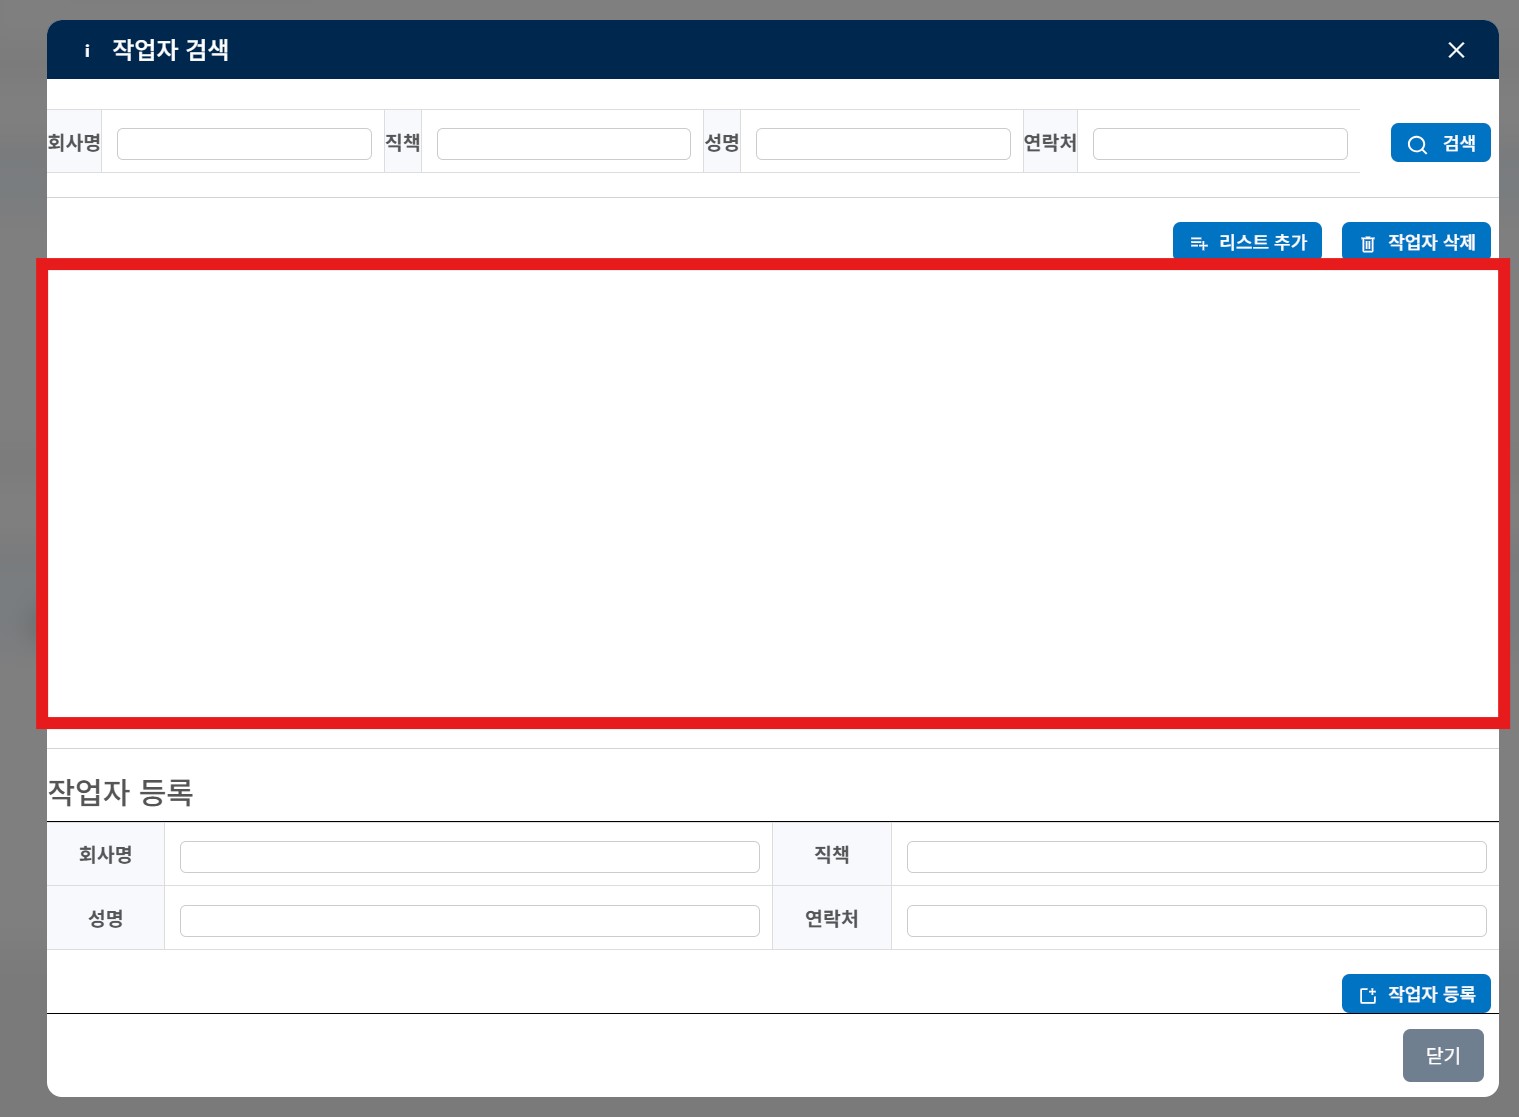 i 작업자 검색
회사명 직책 성명 연락처 검색
리스트 추가 작업자 삭제
작업자 등록
회사명 직책
성명 연락처
작업자 등록
닫기